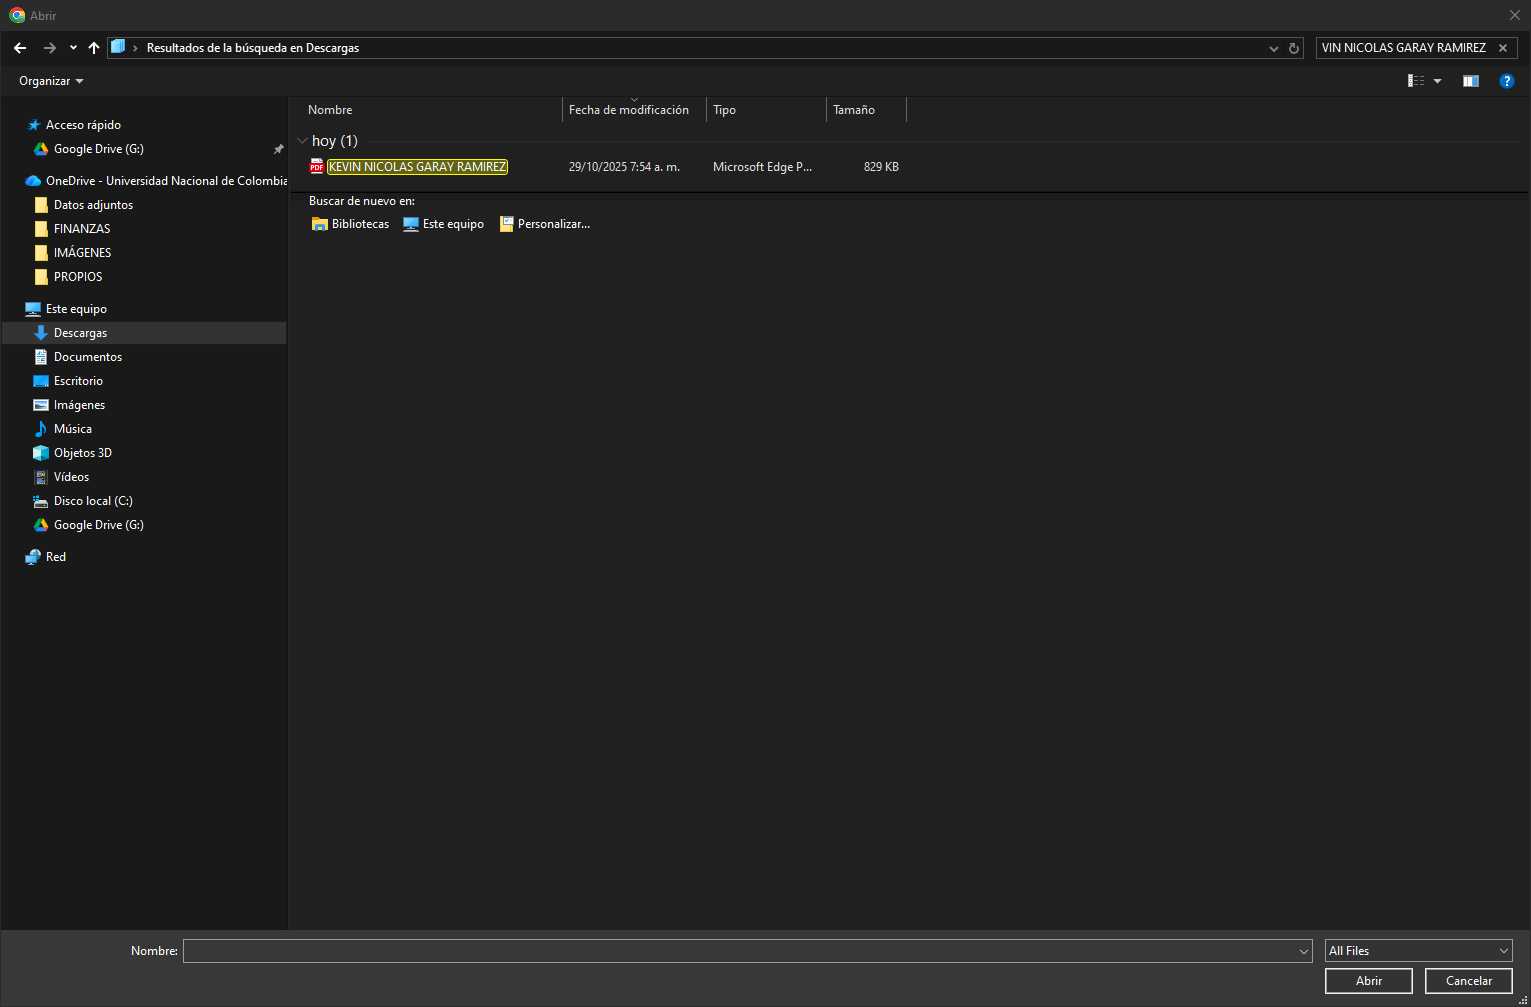 Abrir
Resultados de la búsqueda en Descargas
VIN NICOLAS GARAY RAMIREZ
Organizar
Nombre Fecha de modificación Tipo Tamaño
Acceso rápido
Google Drive (G:)
OneDrive - Universidad Nacional de Colombia
Datos adjuntos
FINANZAS
IMÁGENES
PROPIOS
Este equipo
Descargas
Documentos
Escritorio
Imágenes
Música
Objetos 3D
Vídeos
Disco local (C:)
Google Drive (G:)
Red
hoy (1)
PDF KEVIN NICOLAS GARAY RAMIREZ 29/10/2025 7:54 a. m. Microsoft Edge P... 829 KB
Buscar de nuevo en:
Bibliotecas Este equipo Personalizar...
Nombre: All Files
Abrir Cancelar